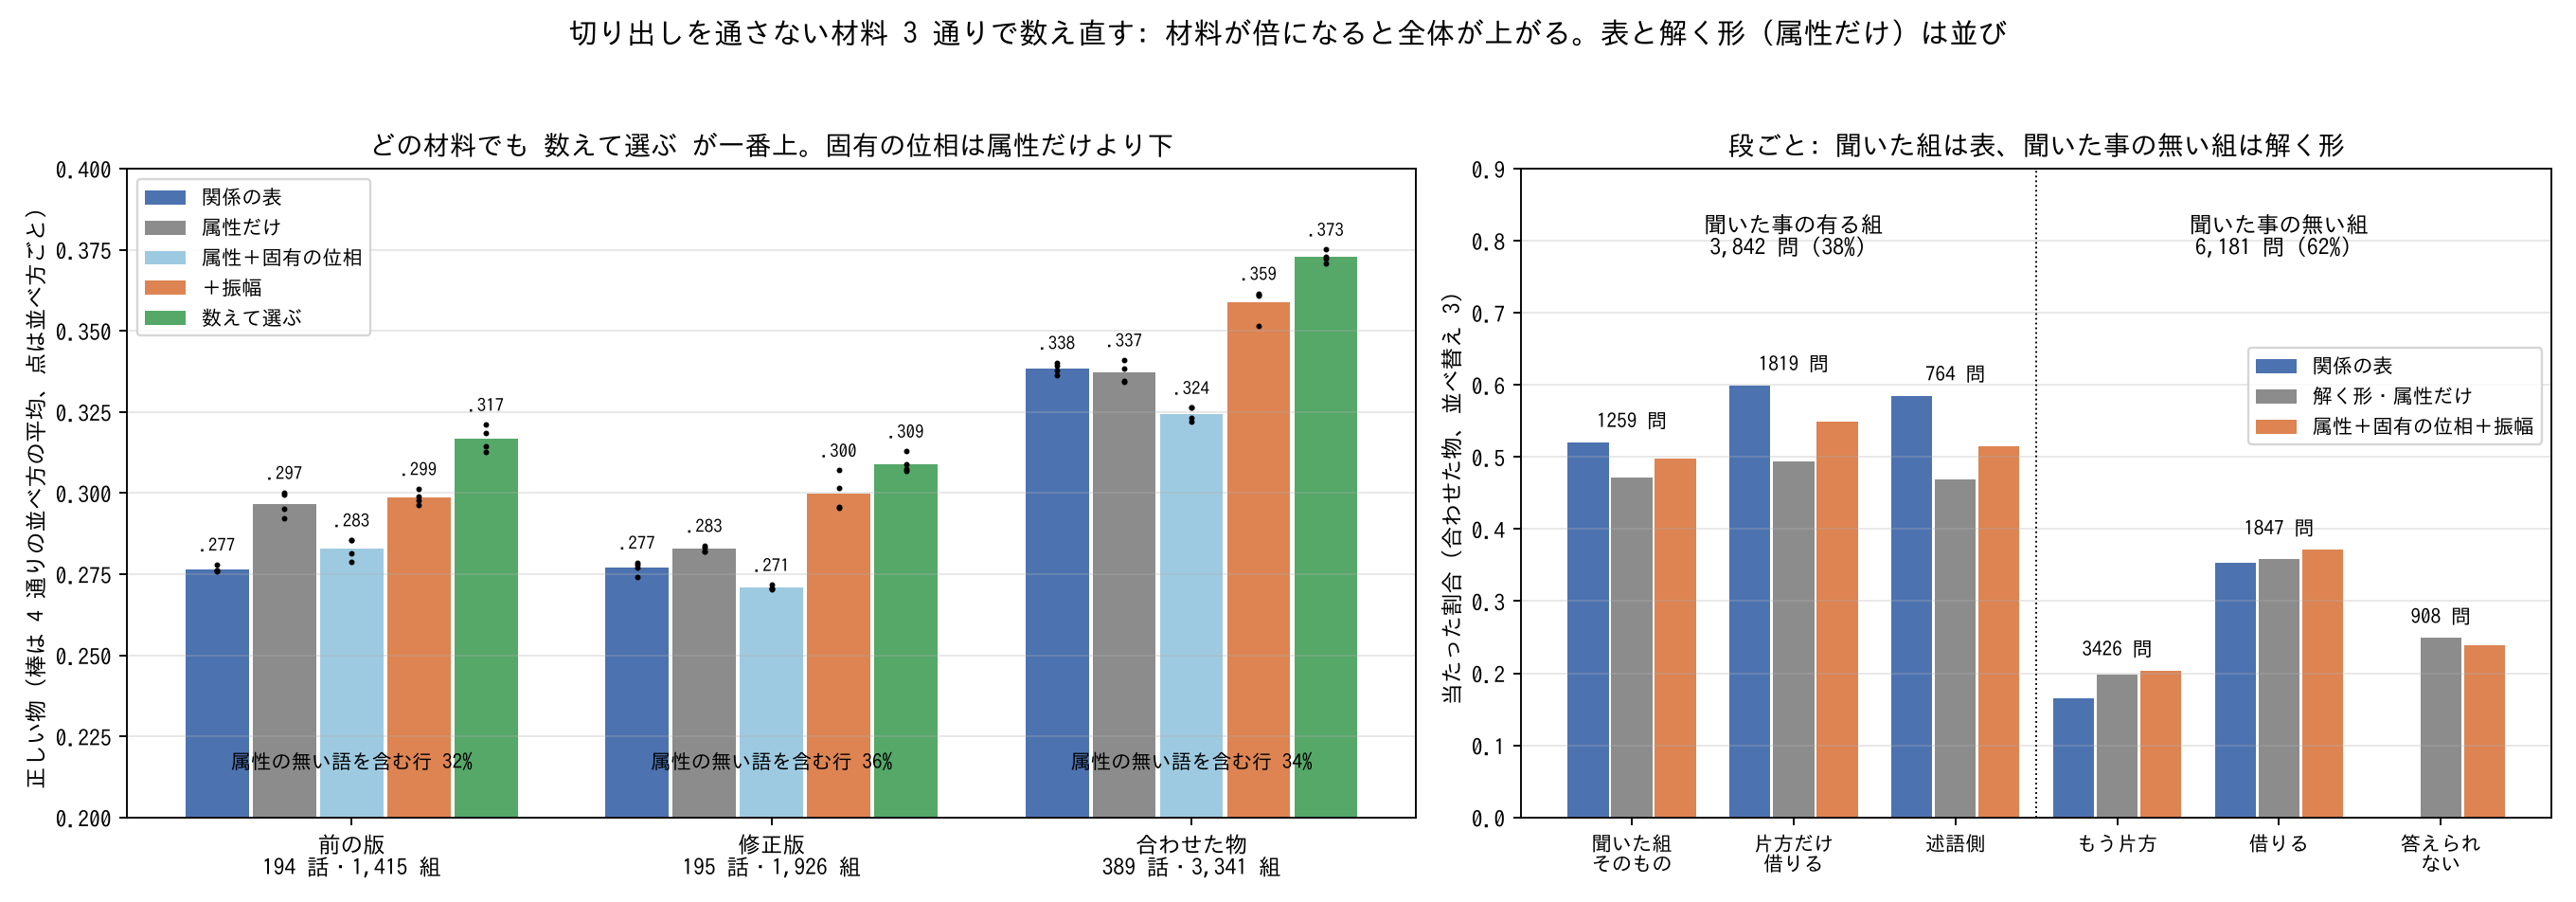 切り出しを通さない材料 3 通りで数え直す: 材料が倍になると全体が上がる。表と解く形（属性だけ）は並び
どの材料でも 数えて選ぶ が一番上。固有の位相は属性だけより下
正しい物（棒は 4 通りの並べ方の平均、点は並べ方ごと）
0.400
0.375
0.350
0.325
0.300
0.275
0.250
0.225
0.200
関係の表
属性だけ
属性＋固有の位相
＋振幅
数えて選ぶ
.277
.297
.283
.299
.317
.277
.283
.271
.300
.309
.338
.337
.324
.359
.373
属性の無い語を含む行 32%
属性の無い語を含む行 36%
属性の無い語を含む行 34%
前の版
194 話・1,415 組
修正版
195 話・1,926 組
合わせた物
389 話・3,341 組
段ごと: 聞いた組は表、聞いた事の無い組は解く形
当たった割合（合わせた物、並べ替え 3）
0.9
0.8
0.7
0.6
0.5
0.4
0.3
0.2
0.1
0.0
聞いた事の有る組
3,842 問（38%）
聞いた事の無い組
6,181 問（62%）
関係の表
解く形・属性だけ
属性＋固有の位相＋振幅
1259 問
1819 問
764 問
3426 問
1847 問
908 問
聞いた組
そのもの
片方だけ
借りる
述語側
もう片方
借りる
答えられ
ない